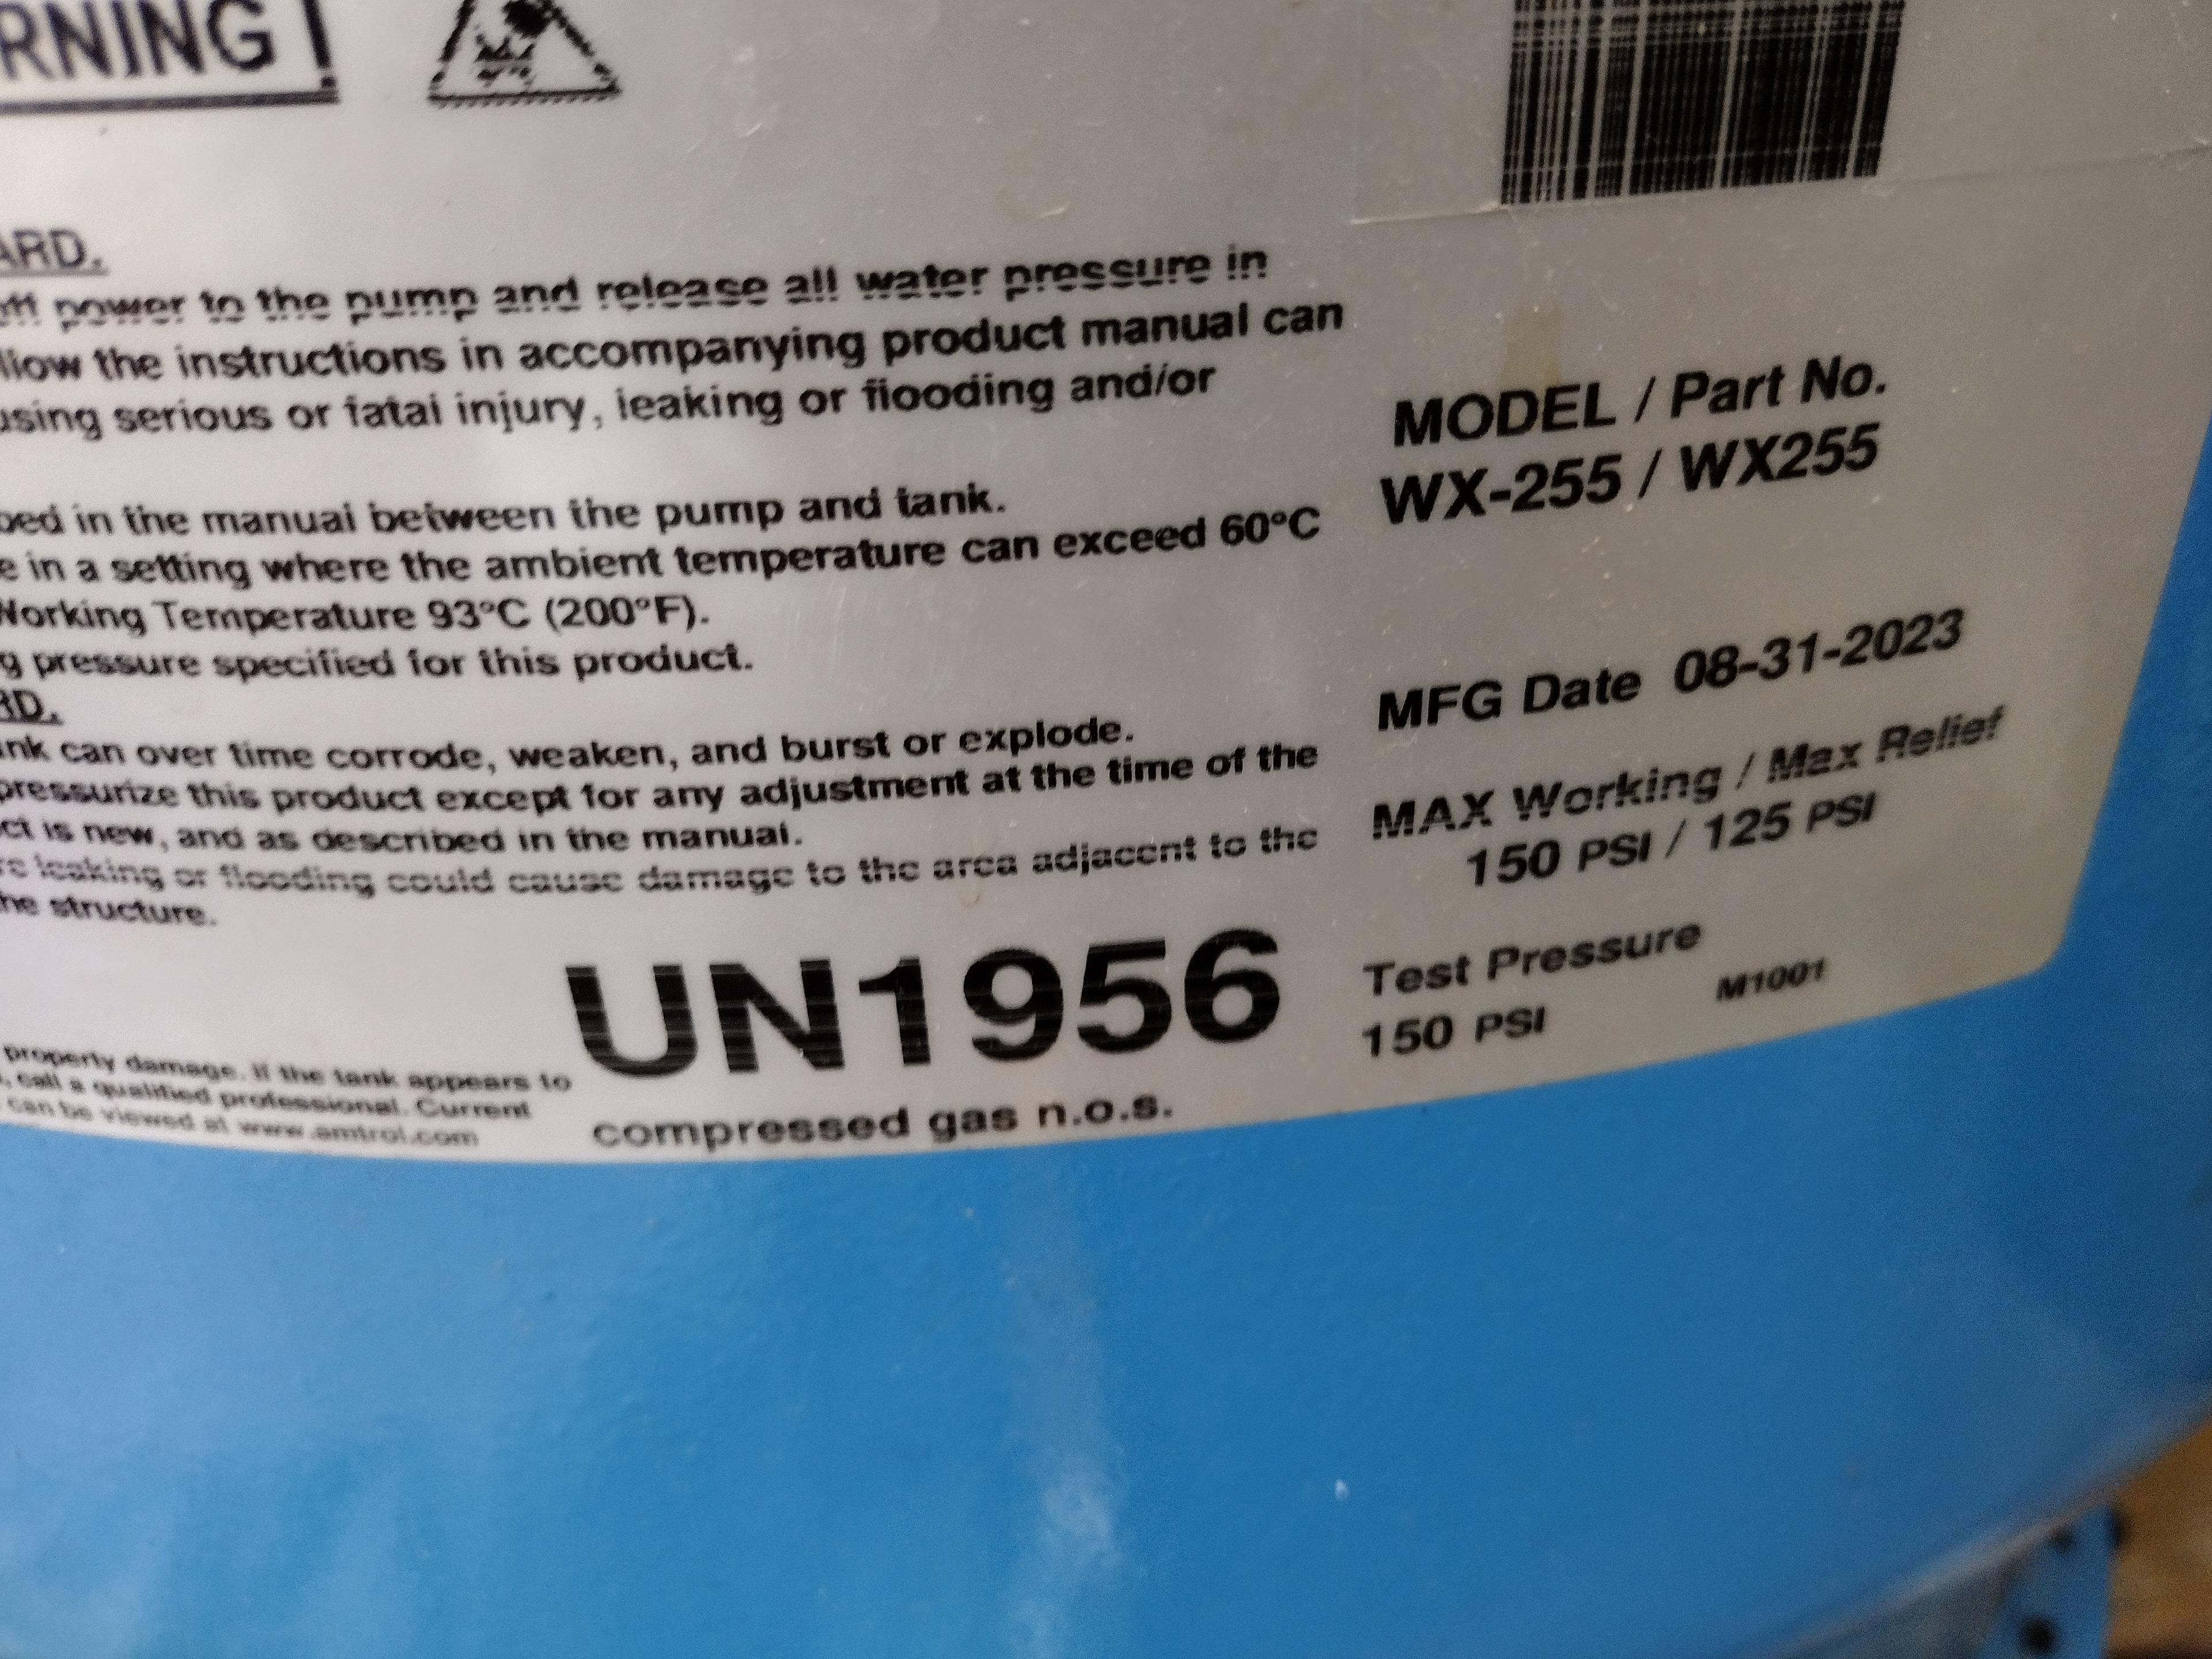 RNING
ARD.
off power to the pump and release all water pressure in
llow the instructions in accompanying product manual can
using serious or fatal injury, leaking or flooding and/or
bed in the manual between the pump and tank.
e in a setting where the ambient temperature can exceed 60°C
Working Temperature 93°C (200°F).
g pressure specified for this product.
RD.
nk can over time corrode, weaken, and burst or explode.
pressurize this product except for any adjustment at the time of the
ct is new, and as described in the manual.
re leaking or flooding could cause damage to the area adjacent to the
he structure.
property damage. If the tank appears to
, call a qualified professional. Current
can be viewed at www.amtrol.com
UN1956
compressed gas n.o.s.
MODEL / Part No.
WX-255 / WX255
MFG Date 08-31-2023
MAX Working / Max Relief
150 PSI / 125 PSI
Test Pressure
150 PSI
M1001